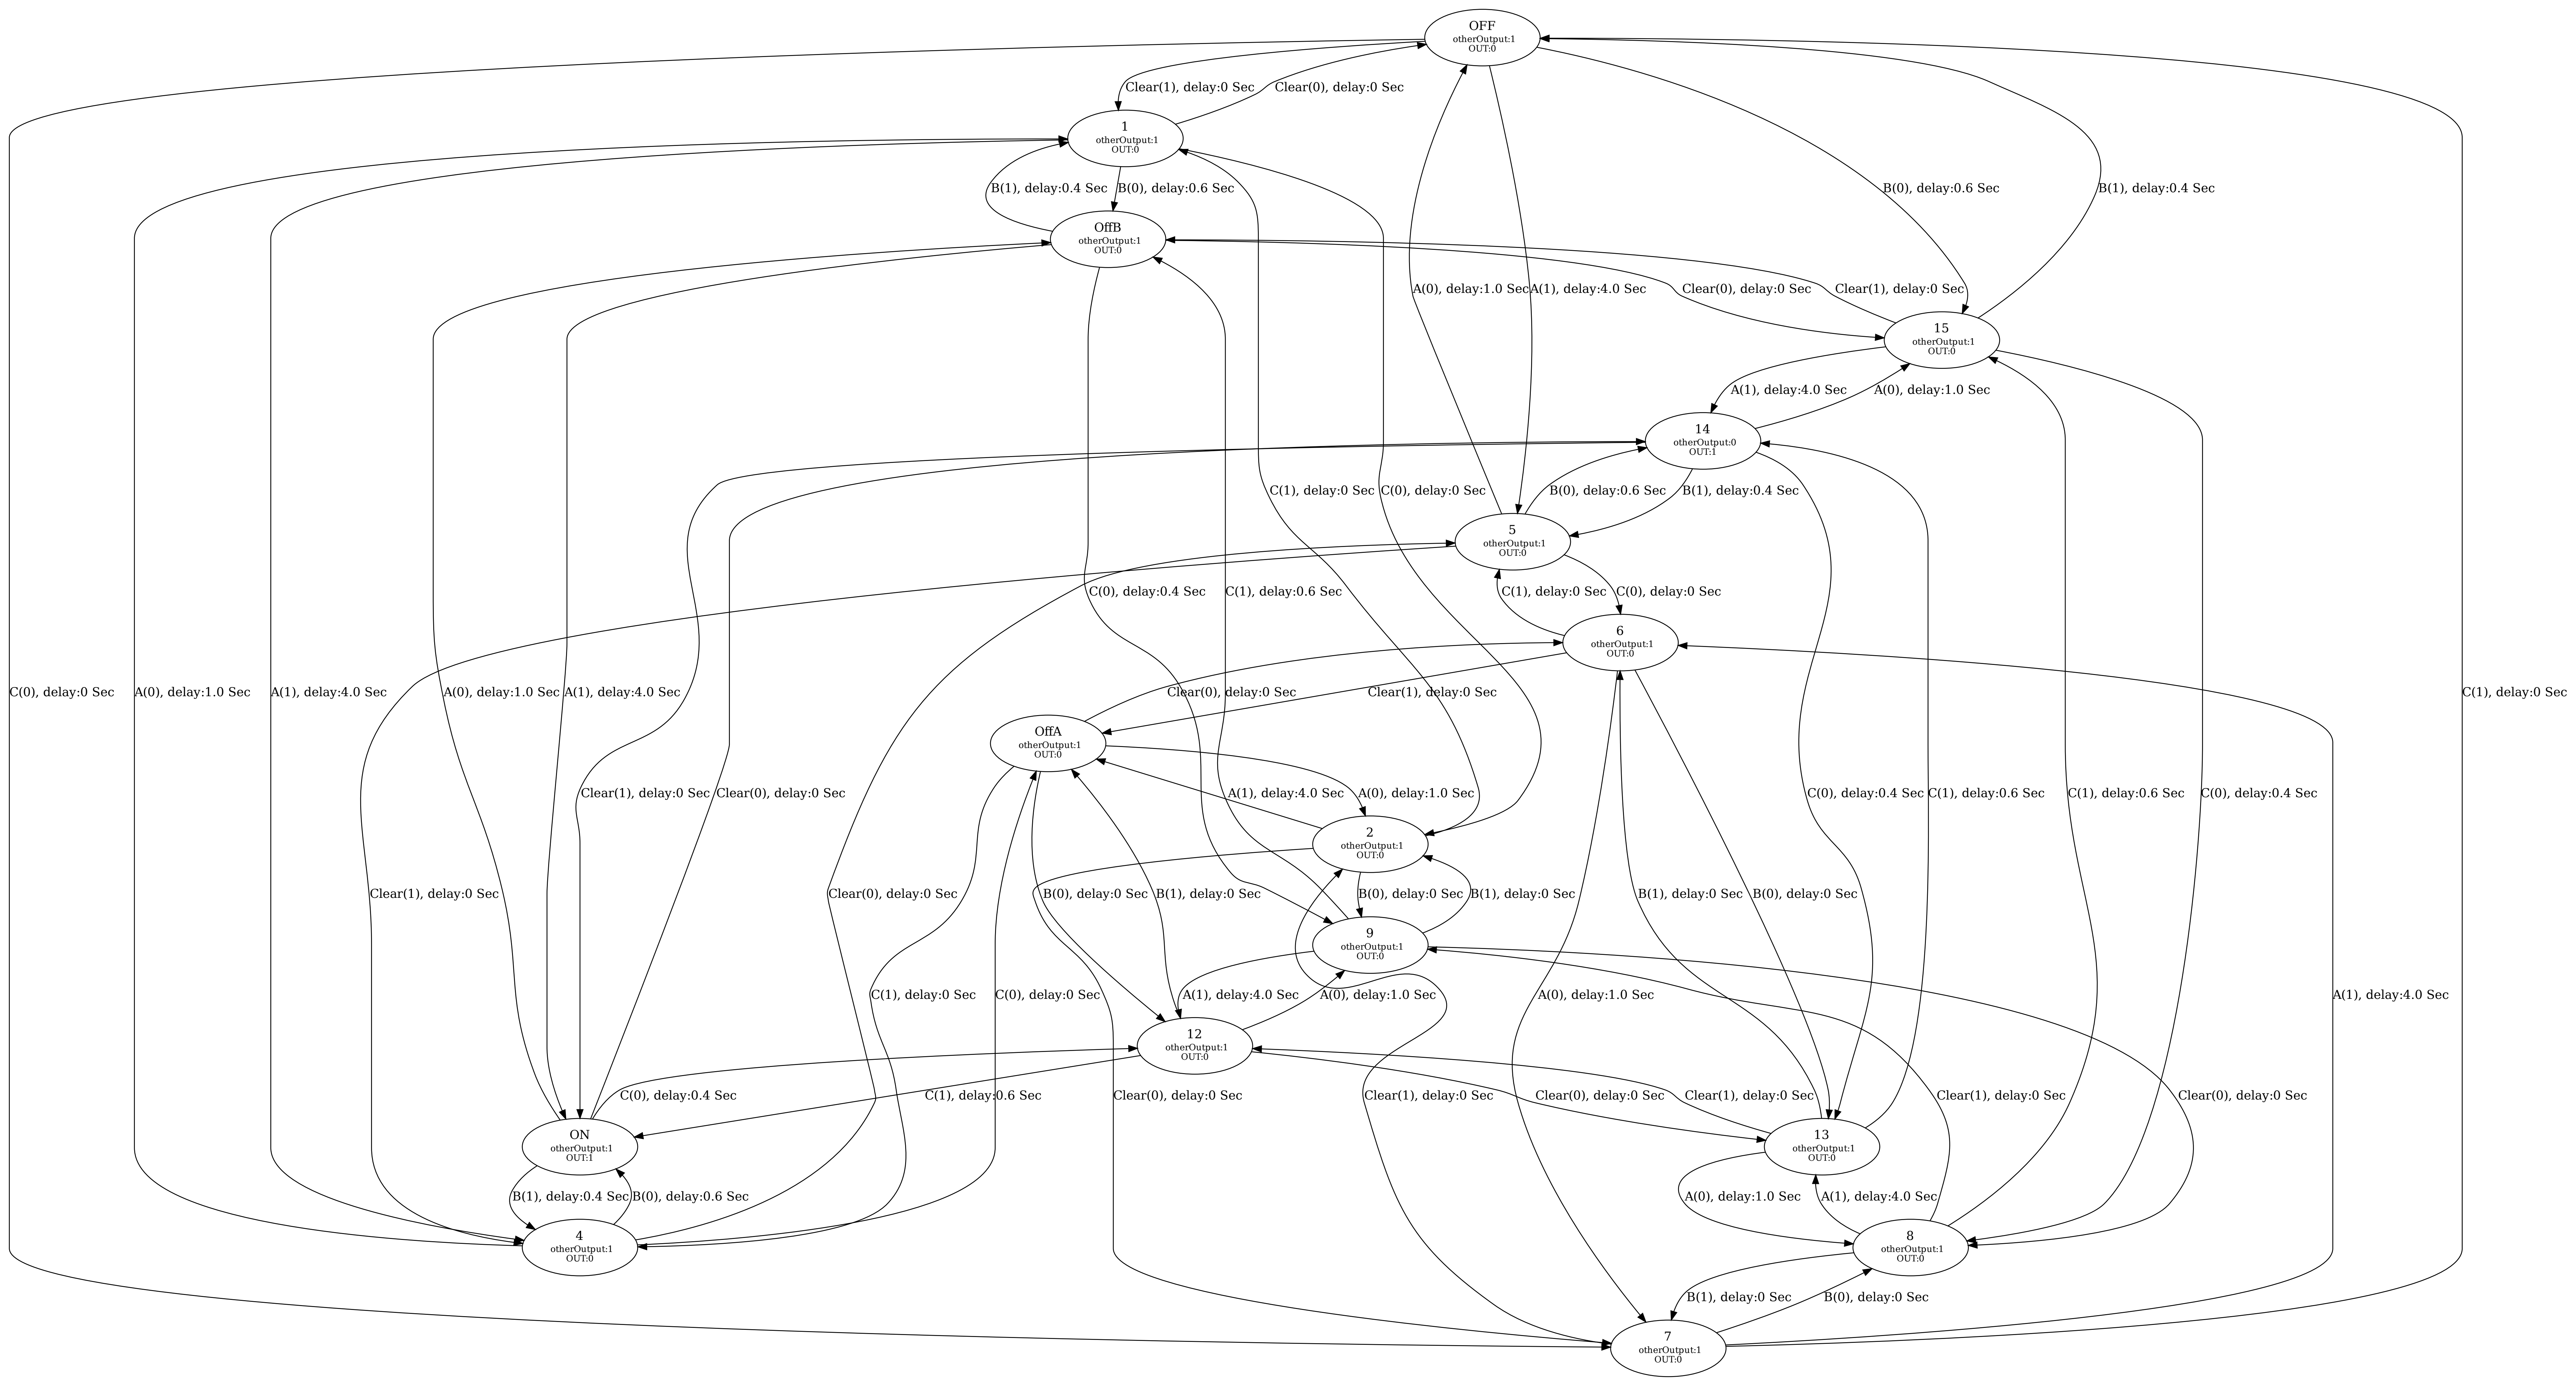 OFF
otherOutput:1
OUT:0
Clear(1), delay:0 Sec
Clear(0), delay:0 Sec
1
otherOutput:1
OUT:0
B(1), delay:0.4 Sec
B(0), delay:0.6 Sec
B(0), delay:0.6 Sec
B(1), delay:0.4 Sec
OffB
otherOutput:1
OUT:0
A(0), delay:1.0 Sec
A(1), delay:4.0 Sec
Clear(0), delay:0 Sec
Clear(1), delay:0 Sec
15
otherOutput:1
OUT:0
A(1), delay:4.0 Sec
A(0), delay:1.0 Sec
14
otherOutput:0
OUT:1
C(1), delay:0 Sec
C(0), delay:0 Sec
B(0), delay:0.6 Sec
B(1), delay:0.4 Sec
5
otherOutput:1
OUT:0
C(0), delay:0.4 Sec
C(1), delay:0.6 Sec
C(1), delay:0 Sec
C(0), delay:0 Sec
6
otherOutput:1
OUT:0
C(0), delay:0 Sec
A(0), delay:1.0 Sec
A(1), delay:4.0 Sec
A(0), delay:1.0 Sec
A(1), delay:4.0 Sec
Clear(0), delay:0 Sec
Clear(1), delay:0 Sec
C(1), delay:0 Sec
OffA
otherOutput:1
OUT:0
Clear(1), delay:0 Sec
Clear(0), delay:0 Sec
A(1), delay:4.0 Sec
A(0), delay:1.0 Sec
C(0), delay:0.4 Sec
C(1), delay:0.6 Sec
C(1), delay:0.6 Sec
C(0), delay:0.4 Sec
2
otherOutput:1
OUT:0
Clear(1), delay:0 Sec
Clear(0), delay:0 Sec
B(0), delay:0 Sec
B(1), delay:0 Sec
B(0), delay:0 Sec
B(1), delay:0 Sec
B(1), delay:0 Sec
B(0), delay:0 Sec
9
otherOutput:1
OUT:0
C(1), delay:0 Sec
C(0), delay:0 Sec
A(1), delay:4.0 Sec
A(0), delay:1.0 Sec
A(0), delay:1.0 Sec
A(1), delay:4.0 Sec
12
otherOutput:1
OUT:0
C(0), delay:0.4 Sec
C(1), delay:0.6 Sec
Clear(0), delay:0 Sec
Clear(1), delay:0 Sec
Clear(0), delay:0 Sec
Clear(1), delay:0 Sec
Clear(1), delay:0 Sec
Clear(0), delay:0 Sec
ON
otherOutput:1
OUT:1
13
otherOutput:1
OUT:0
B(1), delay:0.4 Sec
B(0), delay:0.6 Sec
A(0), delay:1.0 Sec
A(1), delay:4.0 Sec
4
otherOutput:1
OUT:0
8
otherOutput:1
OUT:0
B(1), delay:0 Sec
B(0), delay:0 Sec
7
otherOutput:1
OUT:0